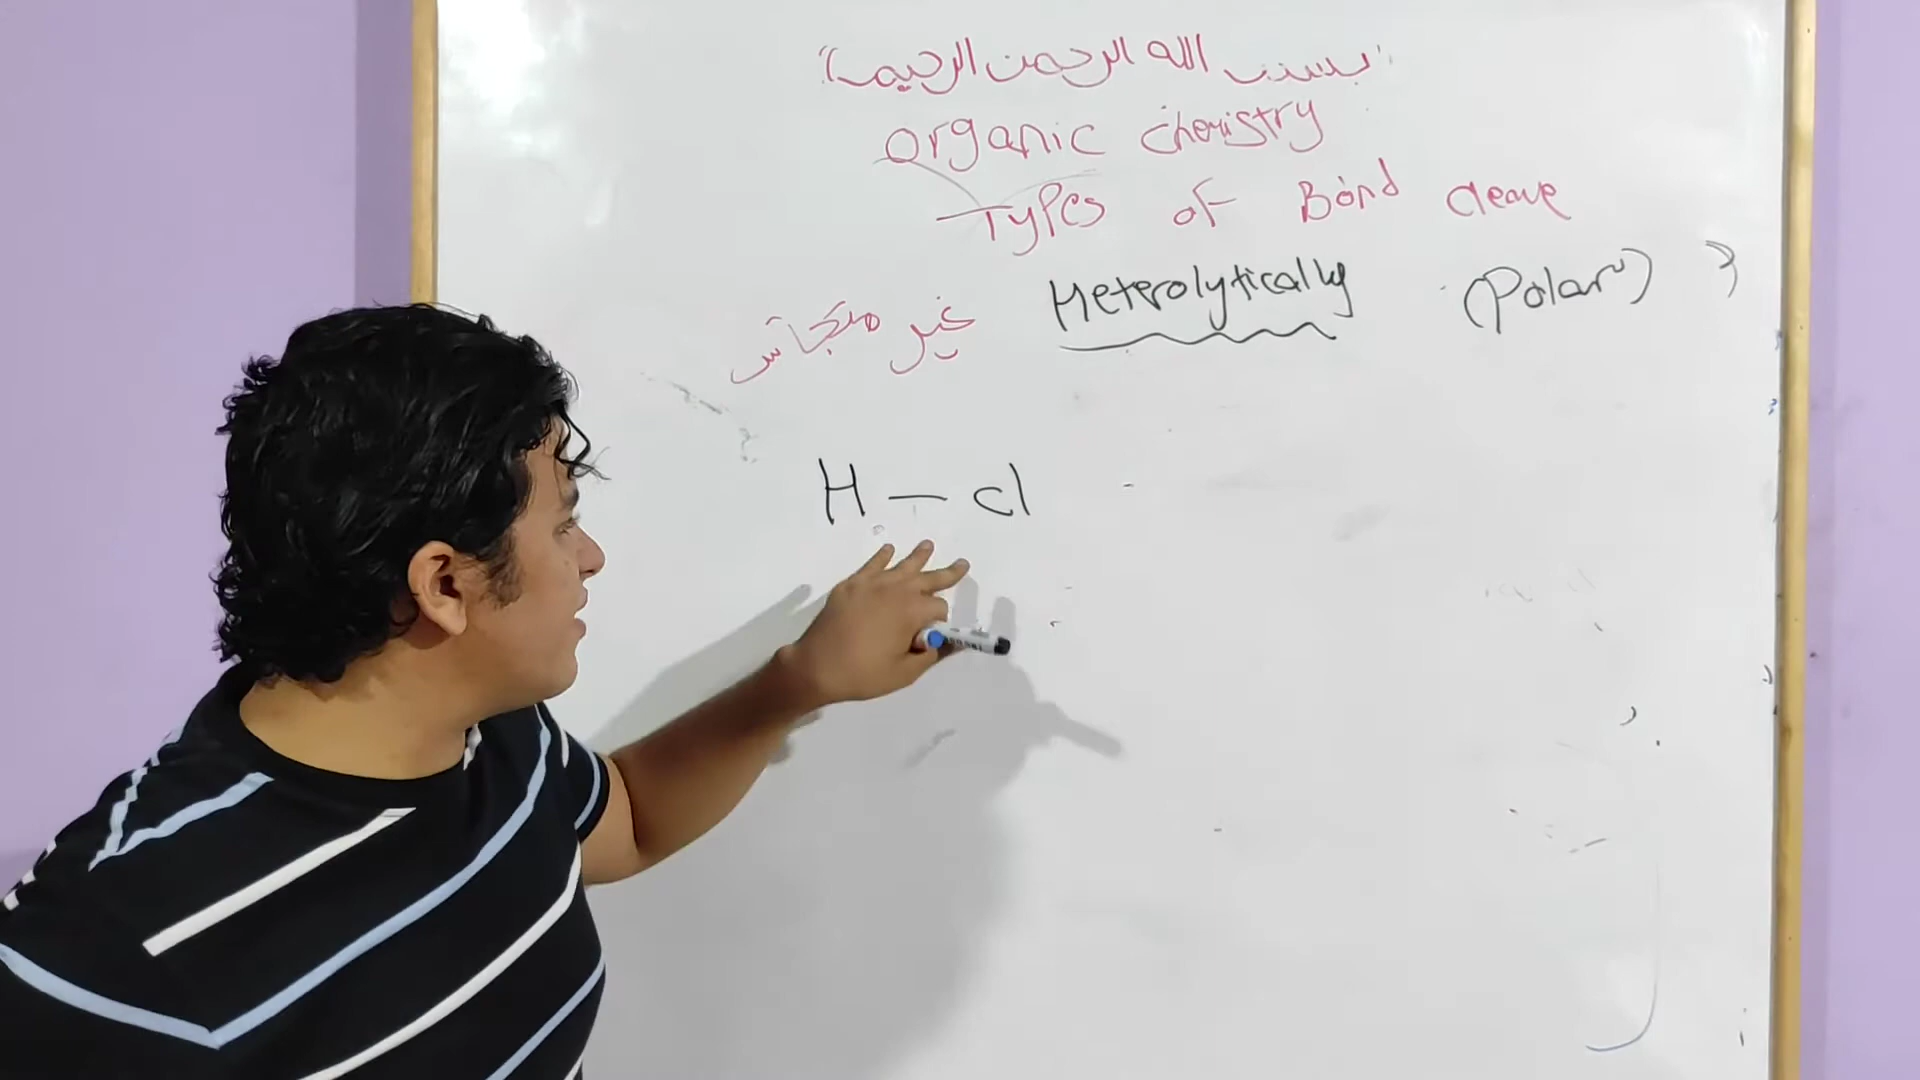 "بسم الله الرحمن الرحيم"
Organic chemistry
Types of Bond cleave
غير متجانس Heterolytically (Polar)
H — Cl